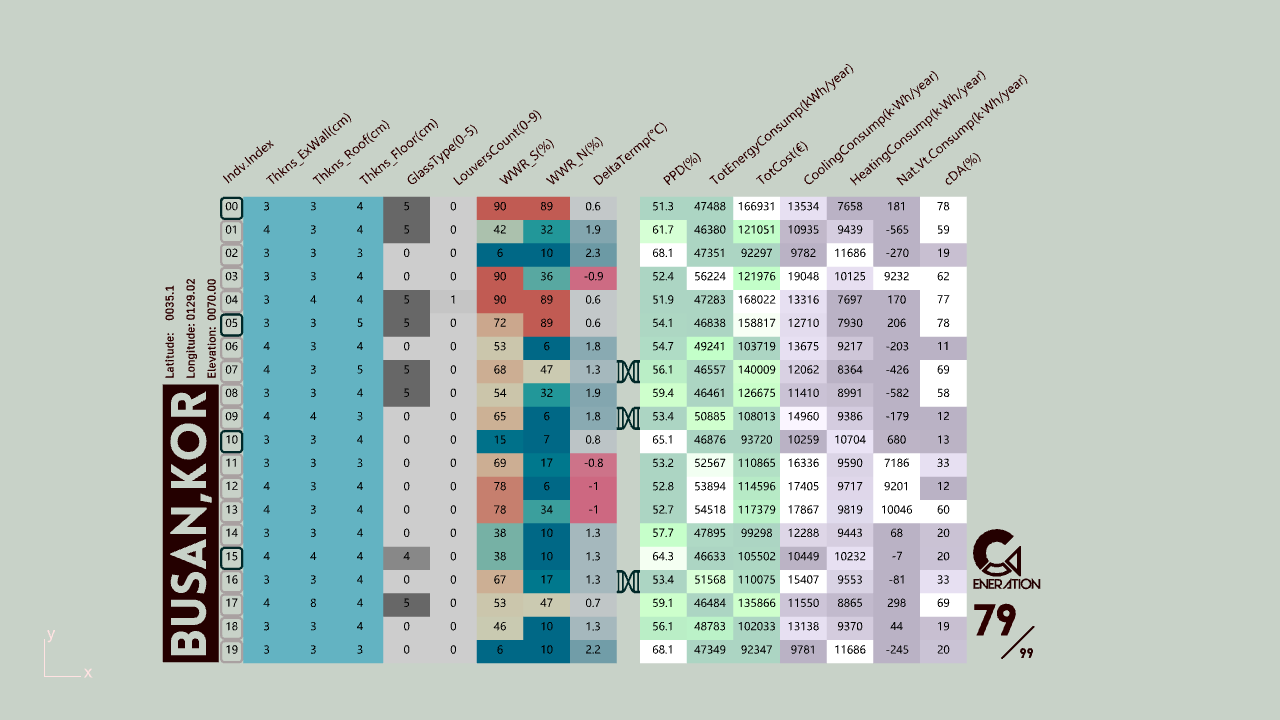 Indv.Index Thkns_ExWall(cm) Thkns_Roof(cm) Thkns_Floor(cm) GlassType(0-5) LouversCount(0-9) WWR_S(%) WWR_N(%) DeltaTermp(°C) PPD(%) TotEnergyConsump(kWh/year) TotCost(€) CoolingConsump(k·Wh/year) HeatingConsump(k·Wh/year) Nat.Vt.Consump(k·Wh/year) cDA(%)
00 3 3 4 5 0 90 89 0.6 51.3 47488 166931 13534 7658 181 78
01 4 3 4 5 0 42 32 1.9 61.7 46380 121051 10935 9439 -565 59
02 3 3 3 0 0 6 10 2.3 68.1 47351 92297 9782 11686 -270 19
03 3 3 4 0 0 90 36 -0.9 52.4 56224 121976 19048 10125 9232 62
04 3 4 4 5 1 90 89 0.6 51.9 47283 168022 13316 7697 170 77
05 3 3 5 5 0 72 89 0.6 54.1 46838 158817 12710 7930 206 78
06 4 3 4 0 0 53 6 1.8 54.7 49241 103719 13675 9217 -203 11
07 4 3 5 5 0 68 47 1.3 56.1 46557 140009 12062 8364 -426 69
08 3 3 4 5 0 54 32 1.9 59.4 46461 126675 11410 8991 -582 58
09 4 4 3 0 0 65 6 1.8 53.4 50885 108013 14960 9386 -179 12
10 3 3 4 0 0 15 7 0.8 65.1 46876 93720 10259 10704 680 13
11 3 3 3 0 0 69 17 -0.8 53.2 52567 110865 16336 9590 7186 33
12 4 3 4 0 0 78 6 -1 52.8 53894 114596 17405 9717 9201 12
13 4 3 4 0 0 78 34 -1 52.7 54518 117379 17867 9819 10046 60
14 3 3 4 0 0 38 10 1.3 57.7 47895 99298 12288 9443 68 20
15 4 4 4 4 0 38 10 1.3 64.3 46633 105502 10449 10232 -7 20
16 3 3 4 0 0 67 17 1.3 53.4 51568 110075 15407 9553 -81 33
17 4 8 4 5 0 53 47 0.7 59.1 46484 135866 11550 8865 298 69
18 3 3 4 0 0 46 10 1.3 56.1 48783 102033 13138 9370 44 19
19 3 3 3 0 0 6 10 2.2 68.1 47349 92347 9781 11686 -245 20
Latitude: 0035.1
Longitude: 0129.02
Elevation: 0070.00
BUSAN,KOR
GENERATION
79/99
y
x